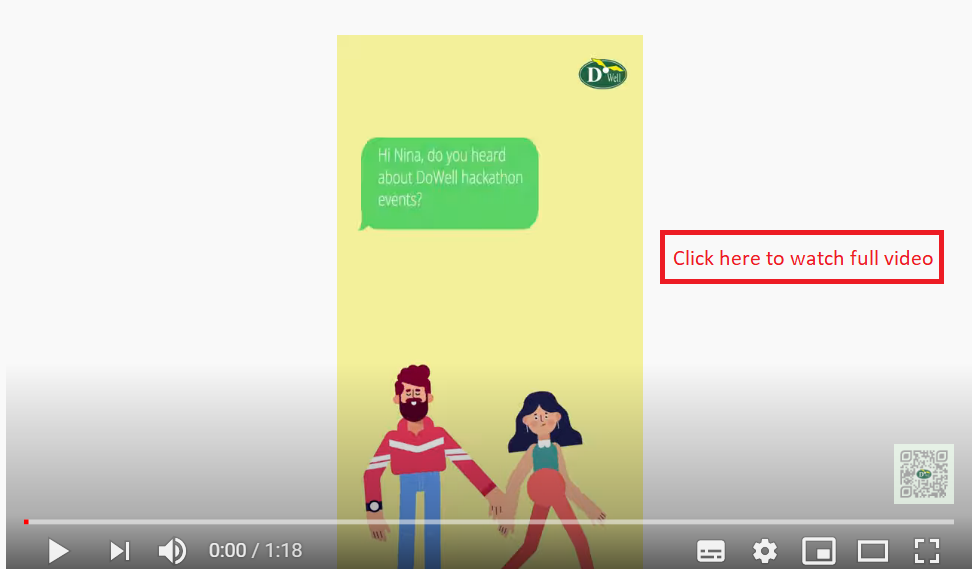 D Well
Hi Nina, do you heard
about DoWell hackathon
events?
Click here to watch full video
0:00 / 1:18